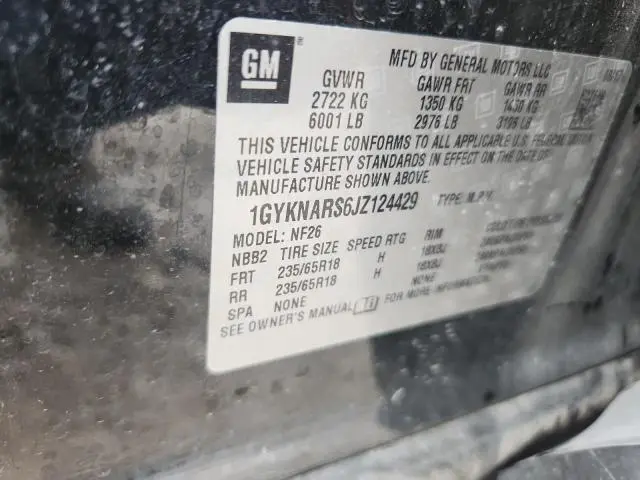 GM
MFD BY GENERAL MOTORS LLC
GVWR GAWR FRT GAWR RR
2722 KG 1350 KG 1430 KG
6001 LB 2976 LB
THIS VEHICLE CONFORMS TO ALL APPLICABLE U.S. FEDERAL MOTOR
VEHICLE SAFETY STANDARDS IN EFFECT ON THE DATE OF
MANUFACTURE SHOWN ABOVE.
1GYKNARS6JZ124429 TYPE: M.P.V.
MODEL: NF26
NBB2 TIRE SIZE SPEED RTG RIM
FRT 235/65R18 H 18X8J
RR 235/65R18 H 18X8J
SPA NONE NONE
SEE OWNER'S MANUAL FOR MORE INFORMATION.